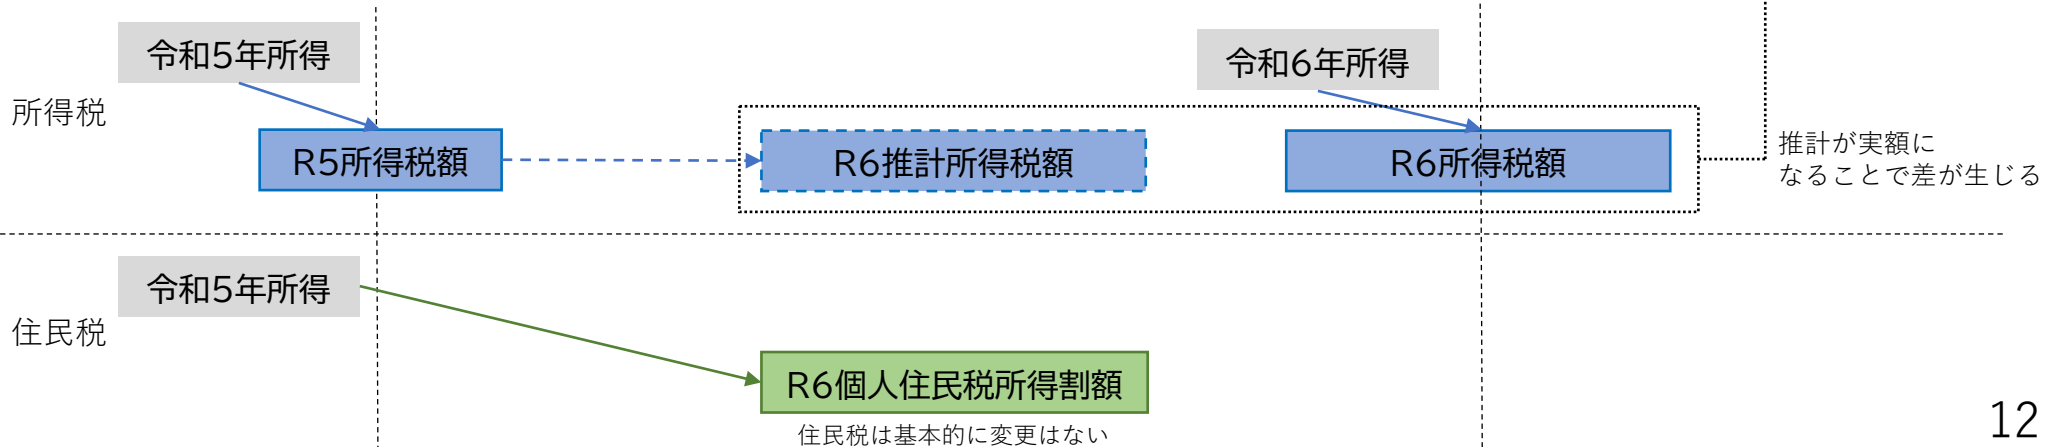 令和5年所得
令和6年所得
所得税
R5所得税額
R6推計所得税額
R6所得税額
推計が実額に
なることで差が生じる
令和5年所得
住民税
R6個人住民税所得割額
住民税は基本的に変更はない
12